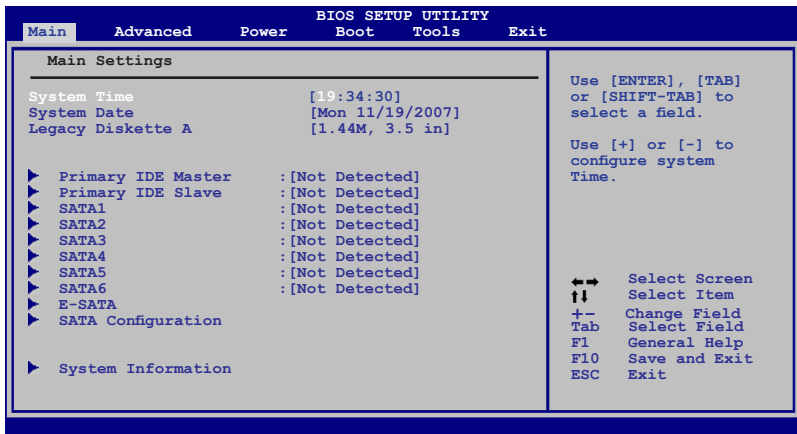 BIOS SETUP UTILITY
Main Advanced Power Boot Tools Exit
Main Settings
System Time [19:34:30]
System Date [Mon 11/19/2007]
Legacy Diskette A [1.44M, 3.5 in]
Primary IDE Master :[Not Detected]
Primary IDE Slave :[Not Detected]
SATA1 :[Not Detected]
SATA2 :[Not Detected]
SATA3 :[Not Detected]
SATA4 :[Not Detected]
SATA5 :[Not Detected]
SATA6 :[Not Detected]
E-SATA
SATA Configuration
System Information
Use [ENTER], [TAB]
or [SHIFT-TAB] to
select a field.
Use [+] or [-] to
configure system
Time.
←→ Select Screen
↑↓ Select Item
+- Change Field
Tab Select Field
F1 General Help
F10 Save and Exit
ESC Exit